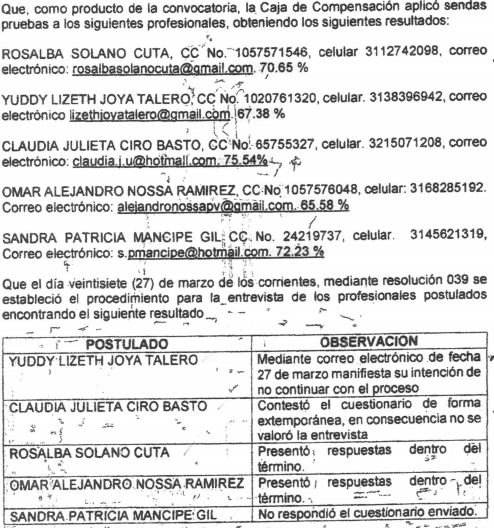 Que, como producto de la convocatoria, la Caja de Compensación aplicó sendas
pruebas a los siguientes profesionales, obteniendo los siguientes resultados:
ROSALBA SOLANO CUTA, CC No. 1057571546, celular 3112742098, correo
electrónico: rosalbasolanocuta@gmail.com. 70.65 %
YUDDY LIZETH JOYA TALERO, CC No. 1020761320, celular. 3138396942, correo
electrónico lizethjoyatalero@gmail.com. 67.38 %
CLAUDIA JULIETA CIRO BASTO, CC No. 65755327, celular. 3215071208, correo
electrónico: claudia.j.u@hotmail.com. 75.54%
OMAR ALEJANDRO NOSSA RAMIREZ, CC No 1057576048, celular: 3168285192.
Correo electrónico: alejandronossapv@gmail.com. 65.58 %
SANDRA PATRICIA MANCIPE GIL CC. No. 24219737, celular. 3145621319,
Correo electrónico: s.pmancipe@hotmail.com. 72.23 %
Que el día veintisiete (27) de marzo de los corrientes, mediante resolución 039 se
estableció el procedimiento para la entrevista de los profesionales postulados
encontrando el siguiente resultado
POSTULADO OBSERVACION
YUDDY LIZETH JOYA TALERO Mediante correo electrónico de fecha
27 de marzo manifiesta su intención de
no continuar con el proceso
CLAUDIA JULIETA CIRO BASTO Contestó el cuestionario de forma
extemporánea, en consecuencia no se
valoró la entrevista
ROSALBA SOLANO CUTA Presentó respuestas dentro del
término.
OMAR ALEJANDRO NOSSA RAMIREZ Presentó respuestas dentro del
término.
SANDRA PATRICIA MANCIPE GIL No respondió el cuestionario enviado.